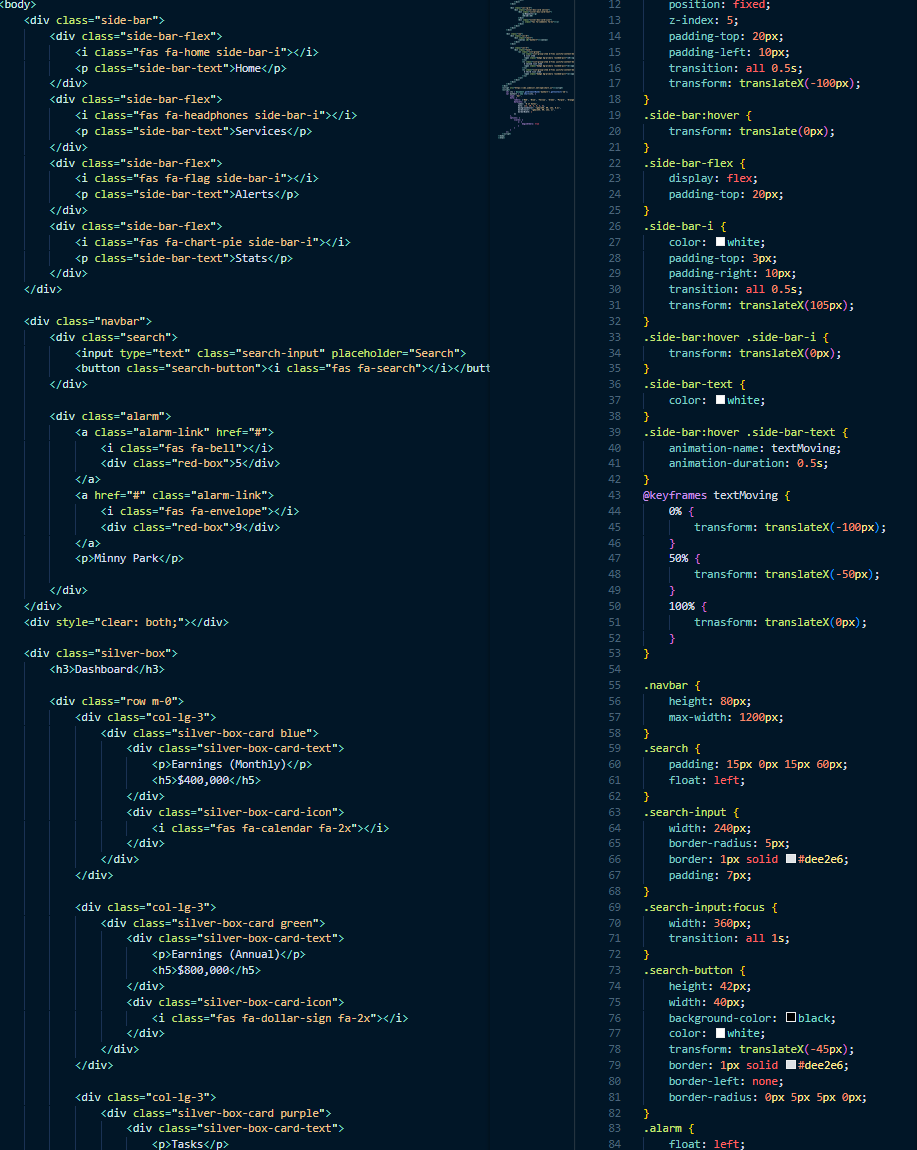 <body>
<div class="side-bar">
<div class="side-bar-flex">
<i class="fas fa-home side-bar-i"></i>
<p class="side-bar-text">Home</p>
</div>
<div class="side-bar-flex">
<i class="fas fa-headphones side-bar-i"></i>
<p class="side-bar-text">Services</p>
</div>
<div class="side-bar-flex">
<i class="fas fa-flag side-bar-i"></i>
<p class="side-bar-text">Alerts</p>
</div>
<div class="side-bar-flex">
<i class="fas fa-chart-pie side-bar-i"></i>
<p class="side-bar-text">Stats</p>
</div>
</div>
<div class="navbar">
<div class="search">
<input type="text" class="search-input" placeholder="Search">
<button class="search-button"><i class="fas fa-search"></i></butt
</div>
<div class="alarm">
<a class="alarm-link" href="#">
<i class="fas fa-bell"></i>
<div class="red-box">5</div>
</a>
<a href="#" class="alarm-link">
<i class="fas fa-envelope"></i>
<div class="red-box">9</div>
</a>
<p>Minny Park</p>
</div>
</div>
<div style="clear: both;"></div>
<div class="silver-box">
<h3>Dashboard</h3>
<div class="row m-0">
<div class="col-lg-3">
<div class="silver-box-card blue">
<div class="silver-box-card-text">
<p>Earnings (Monthly)</p>
<h5>$400,000</h5>
</div>
<div class="silver-box-card-icon">
<i class="fas fa-calendar fa-2x"></i>
</div>
</div>
</div>
<div class="col-lg-3">
<div class="silver-box-card green">
<div class="silver-box-card-text">
<p>Earnings (Annual)</p>
<h5>$800,000</h5>
</div>
<div class="silver-box-card-icon">
<i class="fas fa-dollar-sign fa-2x"></i>
</div>
</div>
</div>
<div class="col-lg-3">
<div class="silver-box-card purple">
<div class="silver-box-card-text">
<p>Tasks</p>
12 position: fixed;
13 z-index: 5;
14 padding-top: 20px;
15 padding-left: 10px;
16 transition: all 0.5s;
17 transform: translateX(-100px);
18 }
19 .side-bar:hover {
20 transform: translate(0px);
21 }
22 .side-bar-flex {
23 display: flex;
24 padding-top: 20px;
25 }
26 .side-bar-i {
27 color: white;
28 padding-top: 3px;
29 padding-right: 10px;
30 transition: all 0.5s;
31 transform: translateX(105px);
32 }
33 .side-bar:hover .side-bar-i {
34 transform: translateX(0px);
35 }
36 .side-bar-text {
37 color: white;
38 }
39 .side-bar:hover .side-bar-text {
40 animation-name: textMoving;
41 animation-duration: 0.5s;
42 }
43 @keyframes textMoving {
44 0% {
45 transform: translateX(-100px);
46 }
47 50% {
48 transform: translateX(-50px);
49 }
50 100% {
51 trnasform: translateX(0px);
52 }
53 }
54
55 .navbar {
56 height: 80px;
57 max-width: 1200px;
58 }
59 .search {
60 padding: 15px 0px 15px 60px;
61 float: left;
62 }
63 .search-input {
64 width: 240px;
65 border-radius: 5px;
66 border: 1px solid #dee2e6;
67 padding: 7px;
68 }
69 .search-input:focus {
70 width: 360px;
71 transition: all 1s;
72 }
73 .search-button {
74 height: 42px;
75 width: 40px;
76 background-color: black;
77 color: white;
78 transform: translateX(-45px);
79 border: 1px solid #dee2e6;
80 border-left: none;
81 border-radius: 0px 5px 5px 0px;
82 }
83 .alarm {
84 float: left;